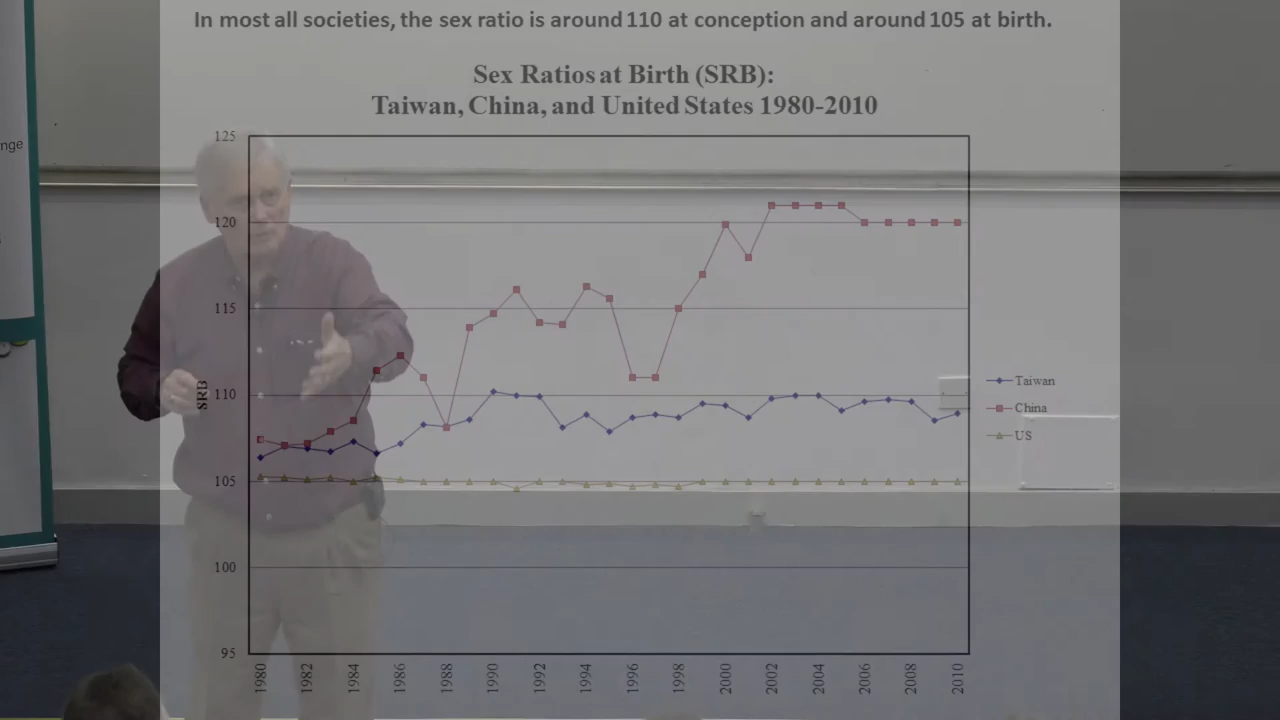 In most all societies, the sex ratio is around 110 at conception and around 105 at birth.
Sex Ratios at Birth (SRB):
Taiwan, China, and United States 1980-2010
125
120
115
110
105
100
95
SRB
1980
1982
1984
1986
1988
1990
1992
1994
1996
1998
2000
2002
2004
2006
2008
2010
Taiwan
China
US
nge